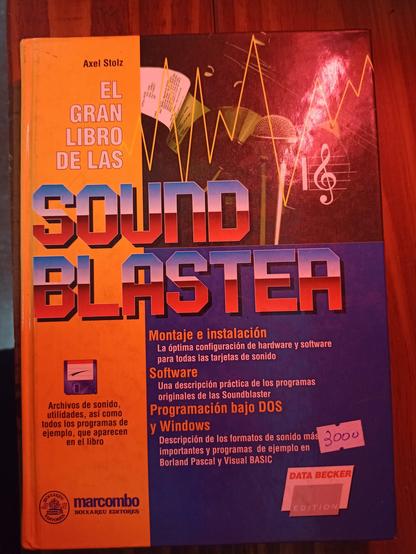 Axel Stolz
EL
GRAN
LIBRO
DE LAS
SOUND
BLASTER
Montaje e instalación
La óptima configuración de hardware y software
para todas las tarjetas de sonido
Software
Una descripción práctica de los programas
originales de las Soundblaster
Programación bajo DOS
y Windows
Descripción de los formatos de sonido más
importantes y programas de ejemplo en
Borland Pascal y Visual BASIC
3000
Archivos de sonido,
utilidades, así como
todos los programas de
ejemplo, que aparecen
en el libro
marcombo
BOIXAREU EDITORES
DATA BECKER
EDITION